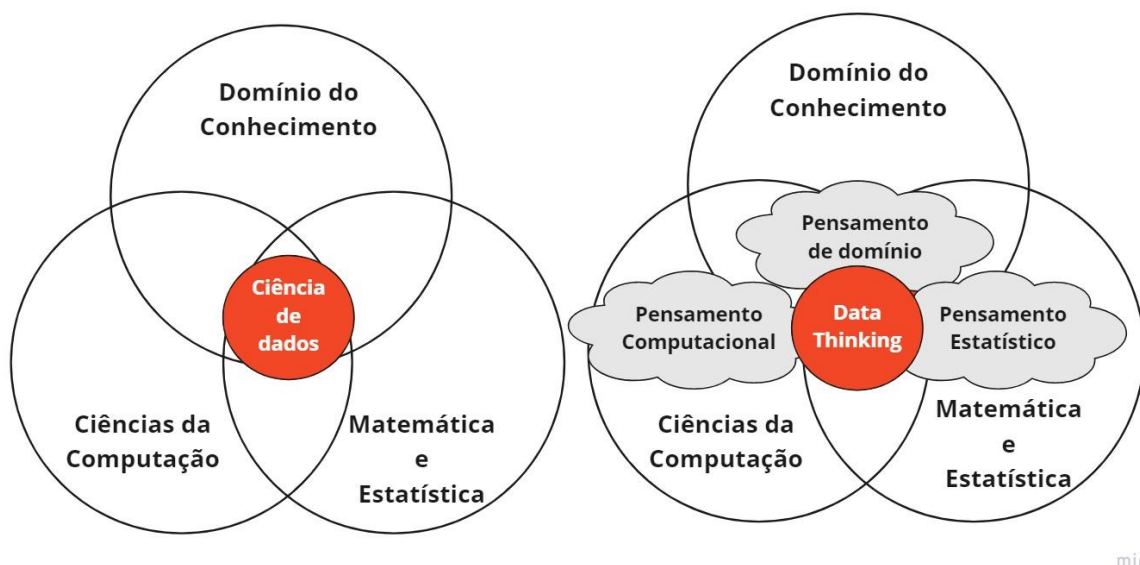 Domínio do
Conhecimento
Ciência
de
dados
Ciências da
Computação
Matemática
e
Estatística
Domínio do
Conhecimento
Pensamento
de domínio
Pensamento
Computacional
Data
Thinking
Pensamento
Estatístico
Ciências da
Computação
Matemática
e
Estatística